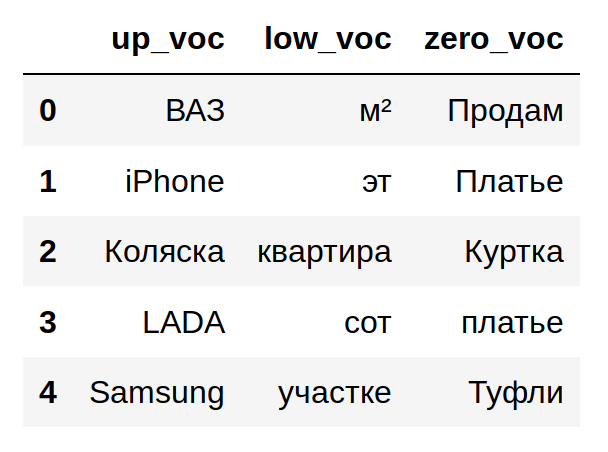 up_voc low_voc zero_voc
0 ВАЗ м² Продам
1 iPhone эт Платье
2 Коляска квартира Куртка
3 LADA сот платье
4 Samsung участке Туфли